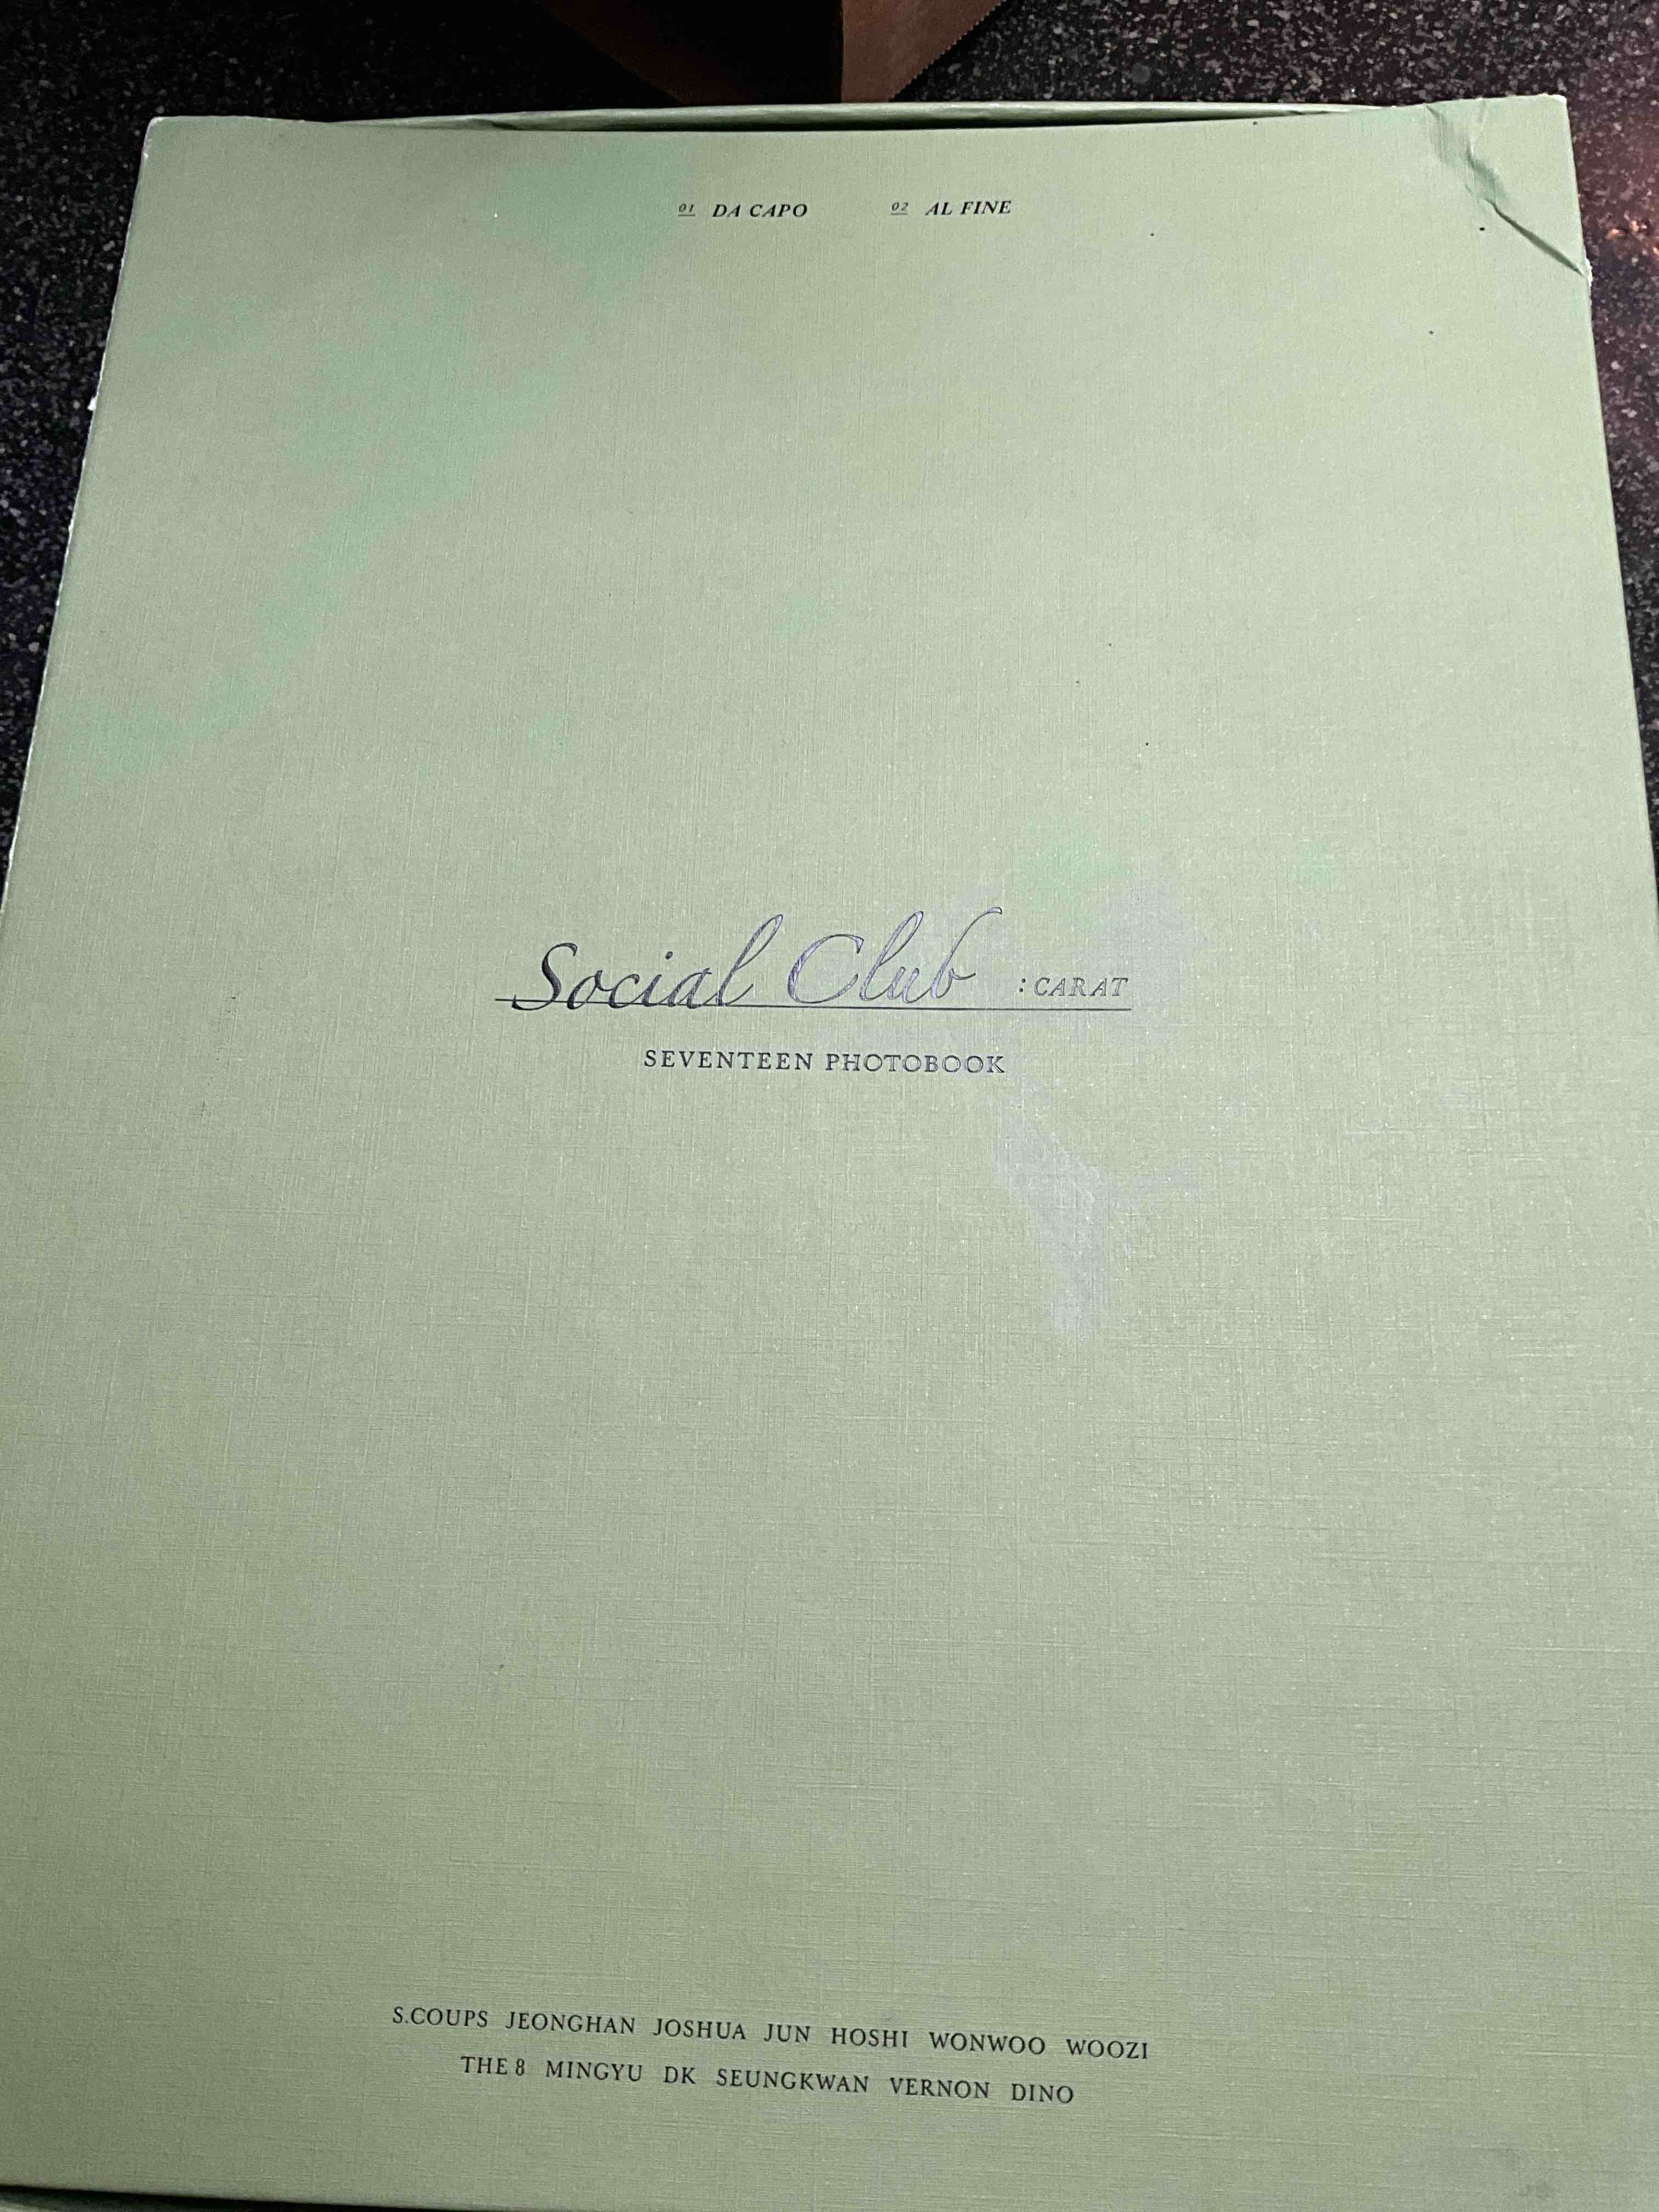 01 DA CAPO 02 AL FINE
Social Club : CARAT
SEVENTEEN PHOTOBOOK
S.COUPS JEONGHAN JOSHUA JUN HOSHI WONWOO WOOZI
THE 8 MINGYU DK SEUNGKWAN VERNON DINO